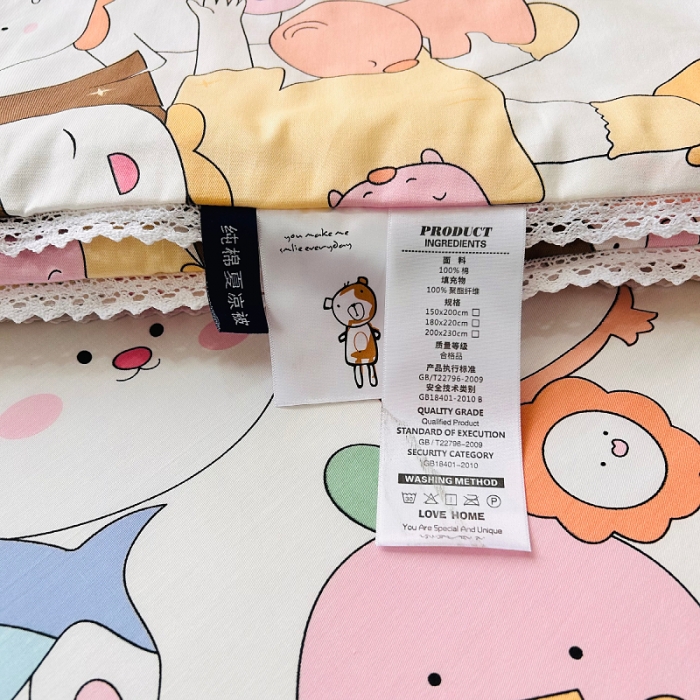 纯棉夏凉被
you make me
smile everyday
PRODUCT
INGREDIENTS
面 料
100% 棉
填充物
100% 聚酯纤维
规格
150x200cm
180x220cm
200x230cm
质量等级
合格品
产品执行标准
GB/T22796-2009
安全技术类别
GB18401-2010 B
QUALITY GRADE
Qualified Product
STANDARD OF EXECUTION
GB / T22796-2009
SECURITY CATEGORY
GB18401-2010
WASHING METHOD
30 P
LOVE HOME
You Are Special And Unique